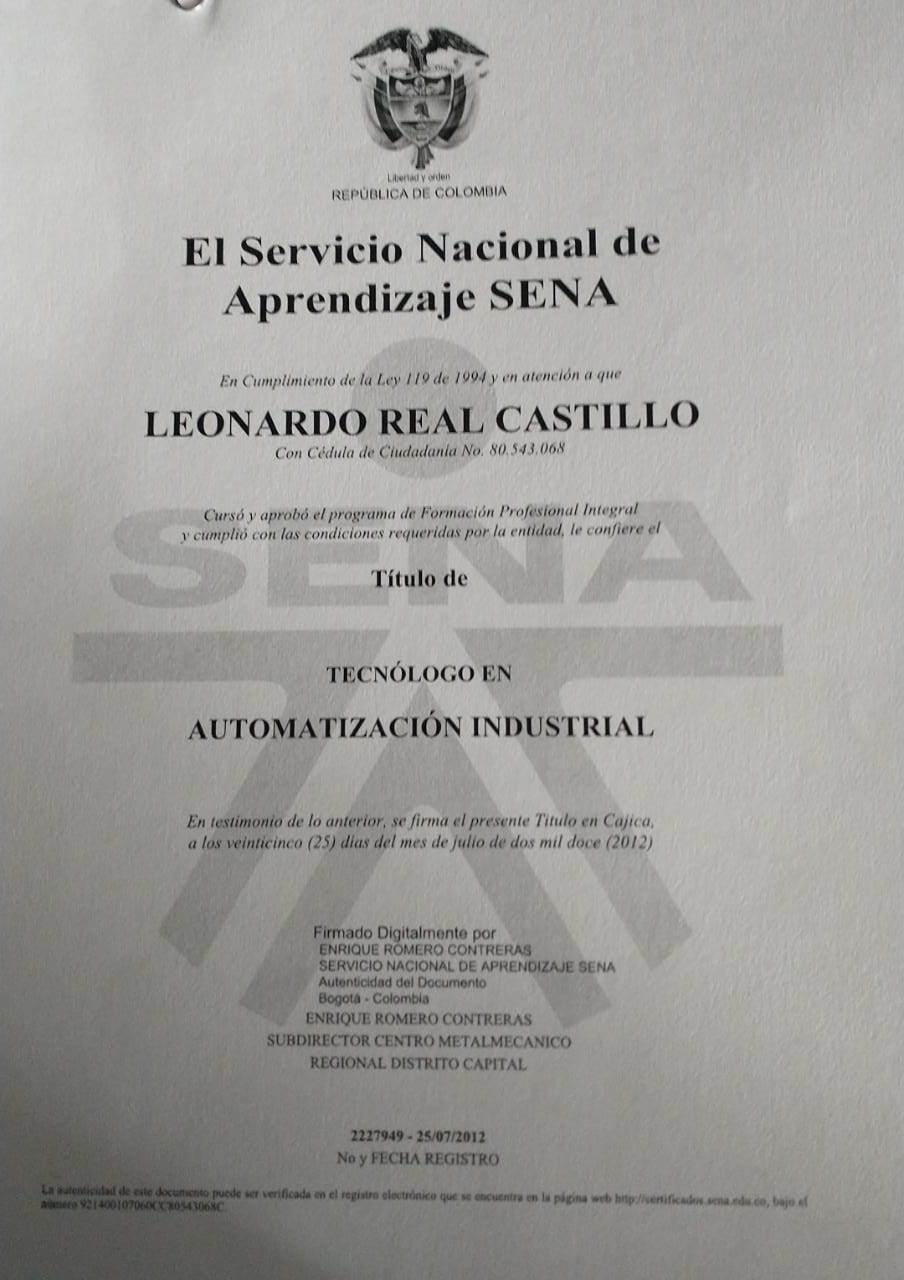 Libertad y orden
REPÚBLICA DE COLOMBIA
El Servicio Nacional de
Aprendizaje SENA
En Cumplimiento de la Ley 119 de 1994 y en atención a que
LEONARDO REAL CASTILLO
Con Cédula de Ciudadanía No. 80.543.068
Cursó y aprobó el programa de Formación Profesional Integral
y cumplió con las condiciones requeridas por la entidad, le confiere el
SENA
Título de
TECNÓLOGO EN
AUTOMATIZACIÓN INDUSTRIAL
En testimonio de lo anterior, se firma el presente Título en Cajica,
a los veinticinco (25) días del mes de julio de dos mil doce (2012)
Firmado Digitalmente por
ENRIQUE ROMERO CONTRERAS
SERVICIO NACIONAL DE APRENDIZAJE SENA
Autenticidad del Documento
Bogotá - Colombia
ENRIQUE ROMERO CONTRERAS
SUBDIRECTOR CENTRO METALMECANICO
REGIONAL DISTRITO CAPITAL
2227949 - 25/07/2012
No y FECHA REGISTRO
La autenticidad de este documento puede ser verificada en el registro electrónico que se encuentra en la página web http://certificados.sena.edu.co, bajo el
número 921400107060CC80543068C.